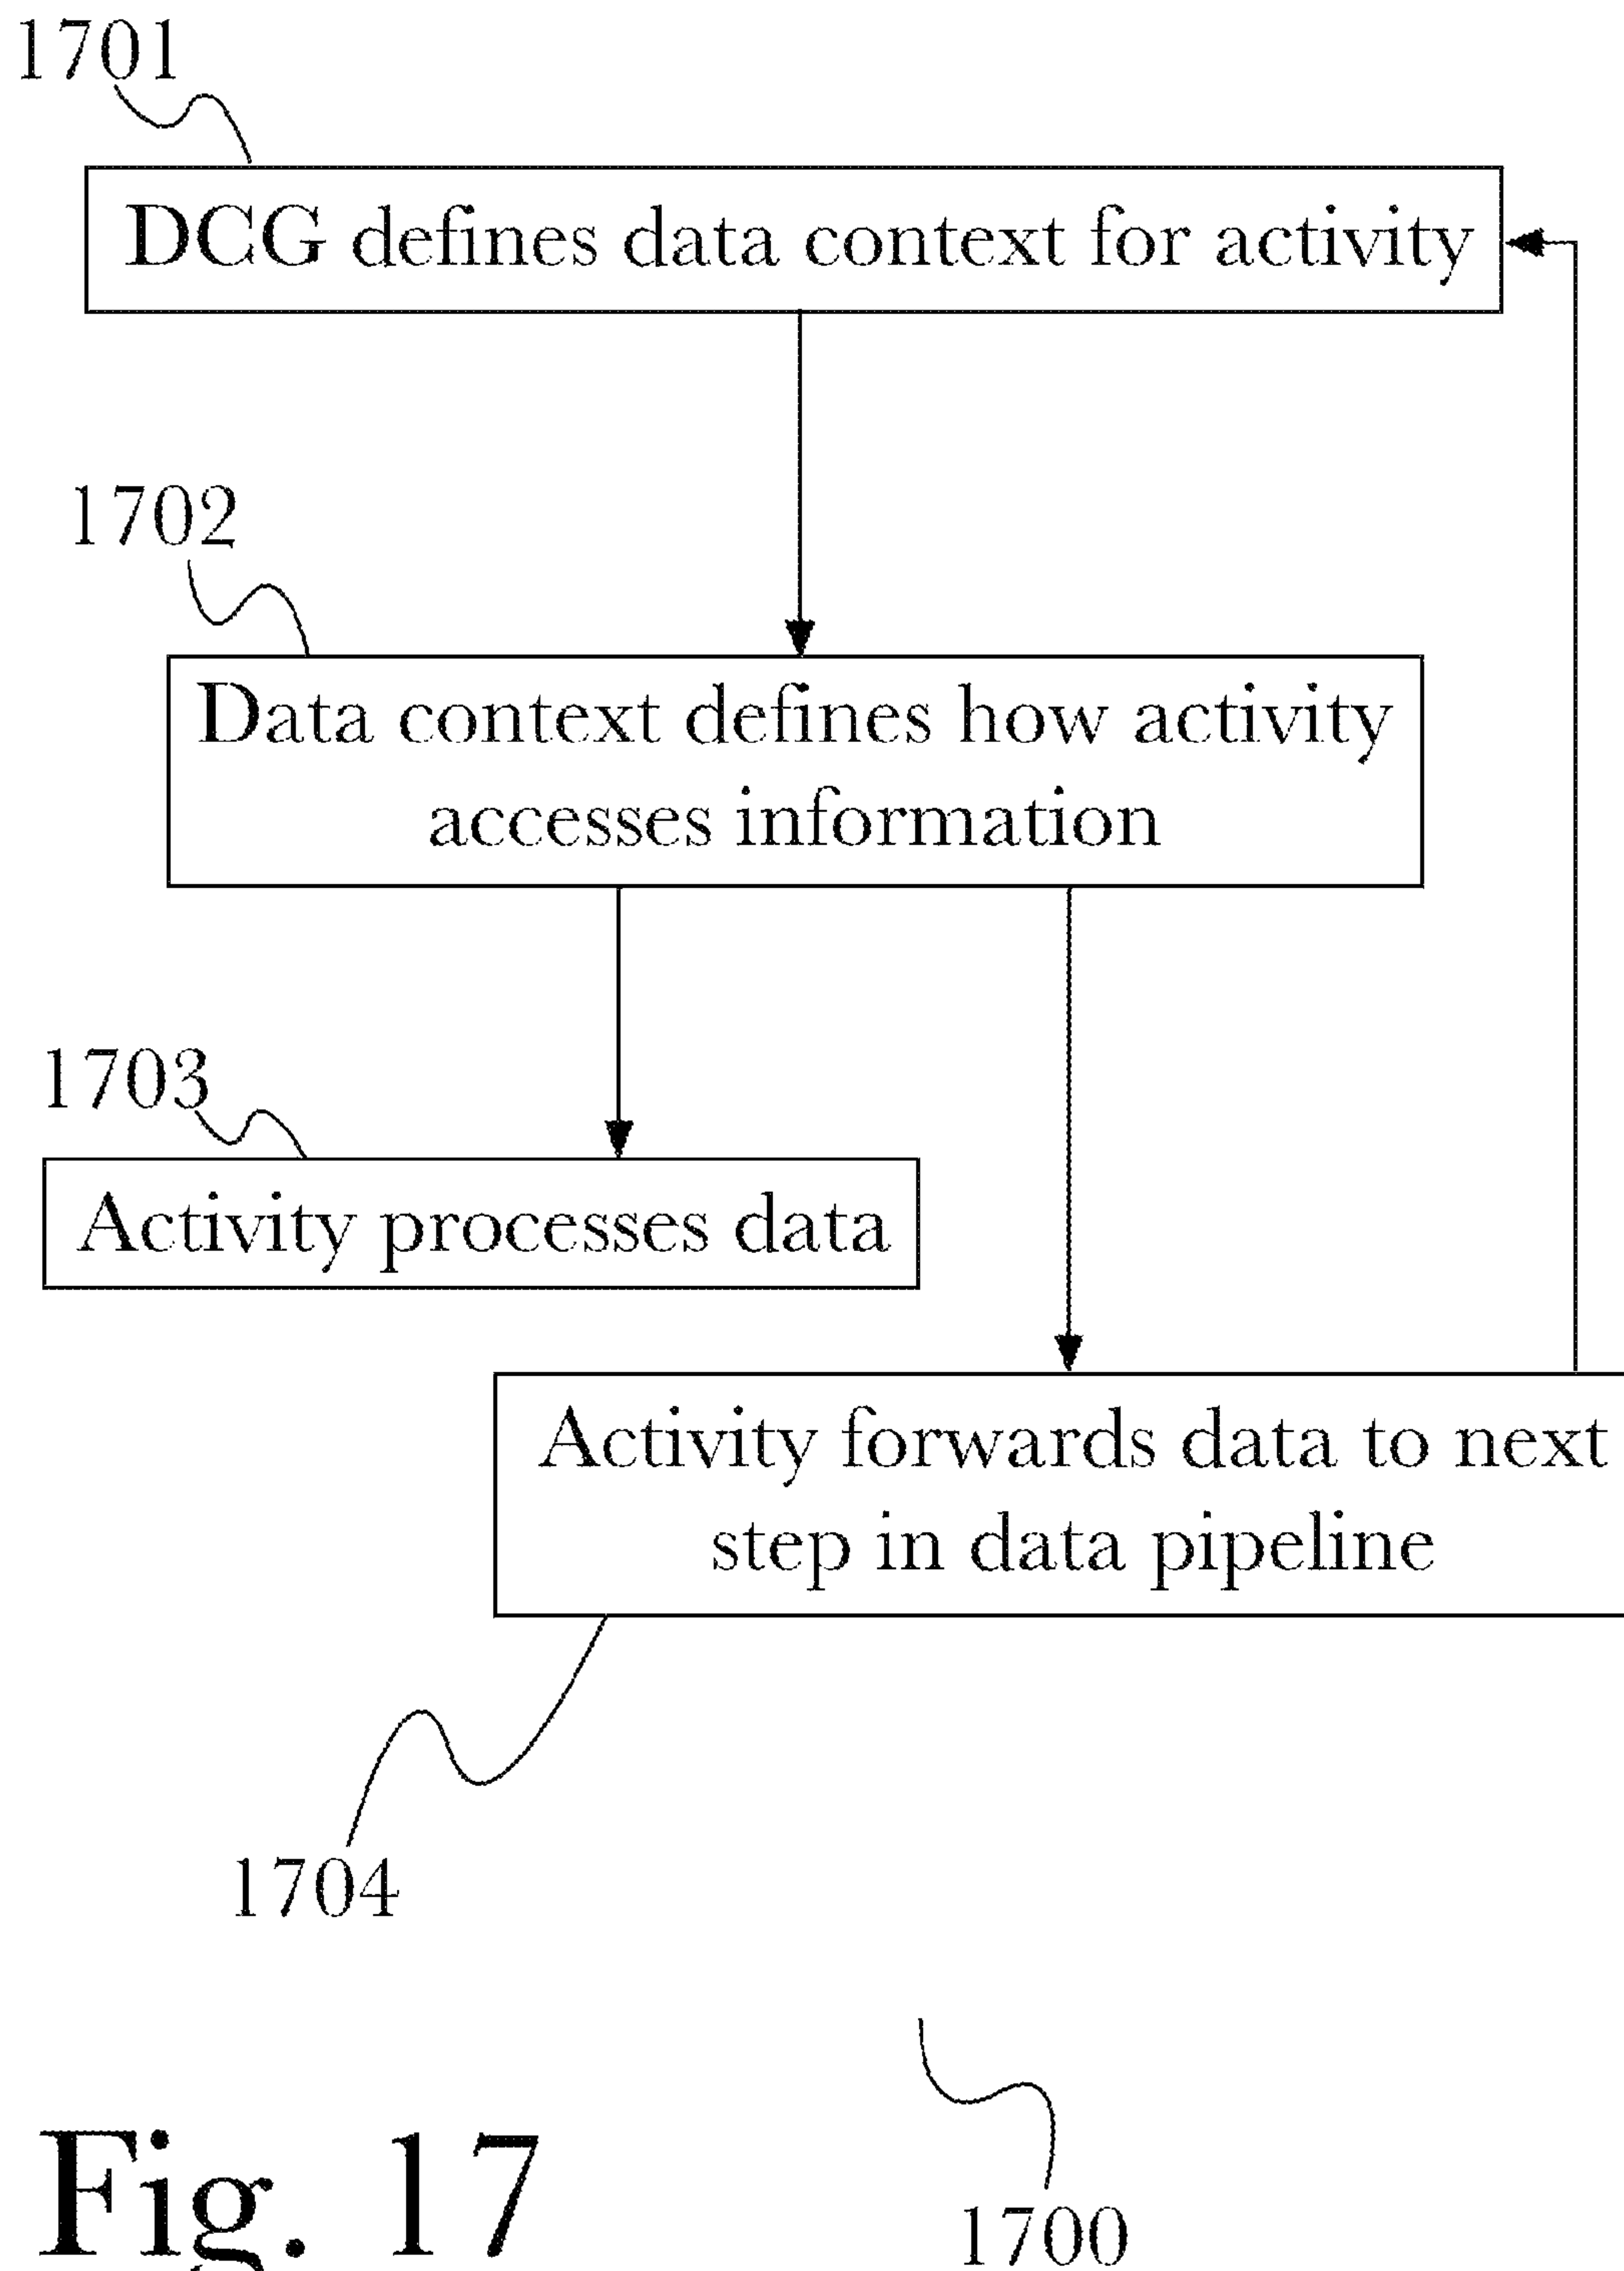 1701
DCG defines data context for activity
1702
Data context defines how activity
accesses information
1703
Activity processes data
Activity forwards data to next
step in data pipeline
1704
Fig. 17
1700